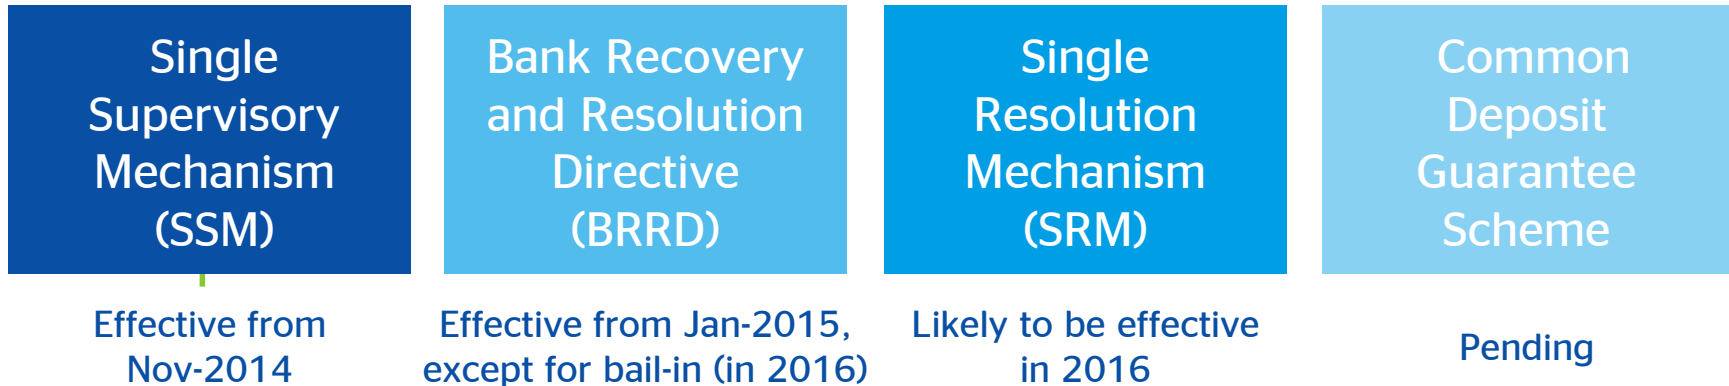 Single
Supervisory
Mechanism
(SSM)
Effective from
Nov-2014
Bank Recovery
and Resolution
Directive
(BRRD)
Effective from Jan-2015,
except for bail-in (in 2016)
Single
Resolution
Mechanism
(SRM)
Likely to be effective
in 2016
Common
Deposit
Guarantee
Scheme
Pending